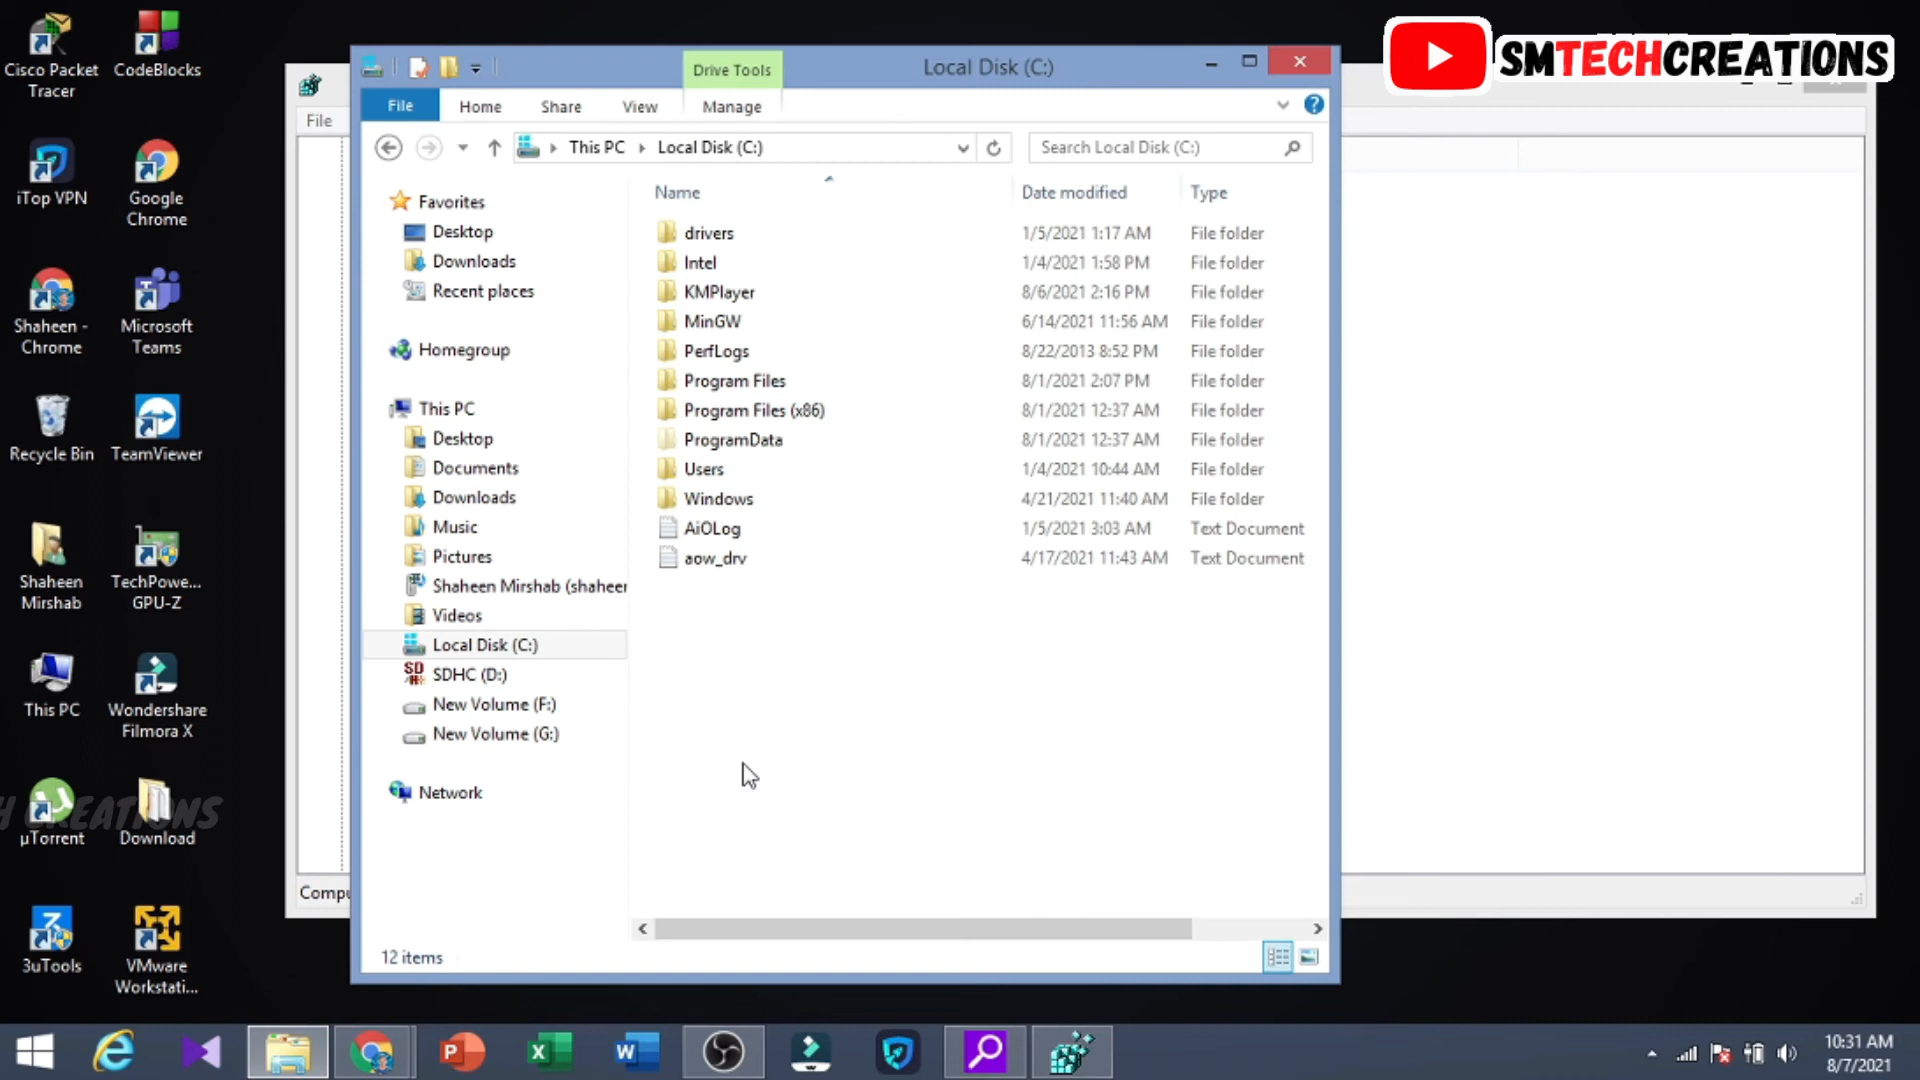 SMTECHCREATIONS
Cisco Packet
Tracer
CodeBlocks
iTop VPN
Google
Chrome
Shaheen -
Chrome
Microsoft
Teams
Recycle Bin
TeamViewer
Shaheen
Mirshab
TechPowe...
GPU-Z
This PC
Wondershare
Filmora X
µTorrent
Download
H CREATIONS
3uTools
VMware
Workstati...
File
Compu
Drive Tools
Local Disk (C:)
File
Home
Share
View
Manage
This PC
Local Disk (C:)
Search Local Disk (C:)
Favorites
Desktop
Downloads
Recent places
Homegroup
This PC
Desktop
Documents
Downloads
Music
Pictures
Shaheen Mirshab (shaheer
Videos
Local Disk (C:)
SDHC (D:)
New Volume (F:)
New Volume (G:)
Network
Name Date modified Type
drivers 1/5/2021 1:17 AM File folder
Intel 1/4/2021 1:58 PM File folder
KMPlayer 8/6/2021 2:16 PM File folder
MinGW 6/14/2021 11:56 AM File folder
PerfLogs 8/22/2013 8:52 PM File folder
Program Files 8/1/2021 2:07 PM File folder
Program Files (x86) 8/1/2021 12:37 AM File folder
ProgramData 8/1/2021 12:37 AM File folder
Users 1/4/2021 10:44 AM File folder
Windows 4/21/2021 11:40 AM File folder
AiOLog 1/5/2021 3:03 AM Text Document
aow_drv 4/17/2021 11:43 AM Text Document
12 items
10:31 AM
8/7/2021